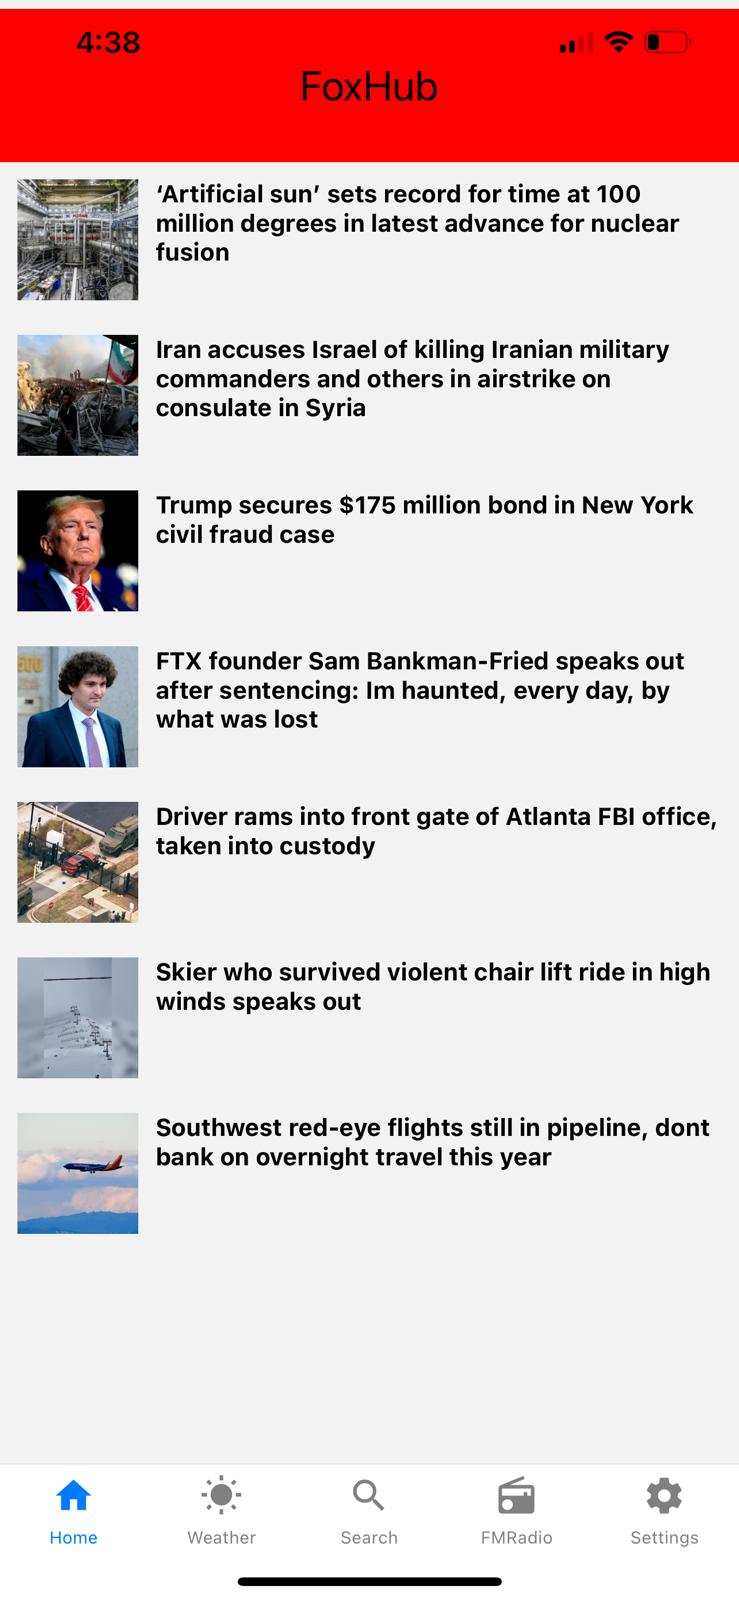 4:38
FoxHub
‘Artificial sun’ sets record for time at 100
million degrees in latest advance for nuclear
fusion
Iran accuses Israel of killing Iranian military
commanders and others in airstrike on
consulate in Syria
Trump secures $175 million bond in New York
civil fraud case
FTX founder Sam Bankman-Fried speaks out
after sentencing: Im haunted, every day, by
what was lost
Driver rams into front gate of Atlanta FBI office,
taken into custody
Skier who survived violent chair lift ride in high
winds speaks out
Southwest red-eye flights still in pipeline, dont
bank on overnight travel this year
Home
Weather
Search
FMRadio
Settings